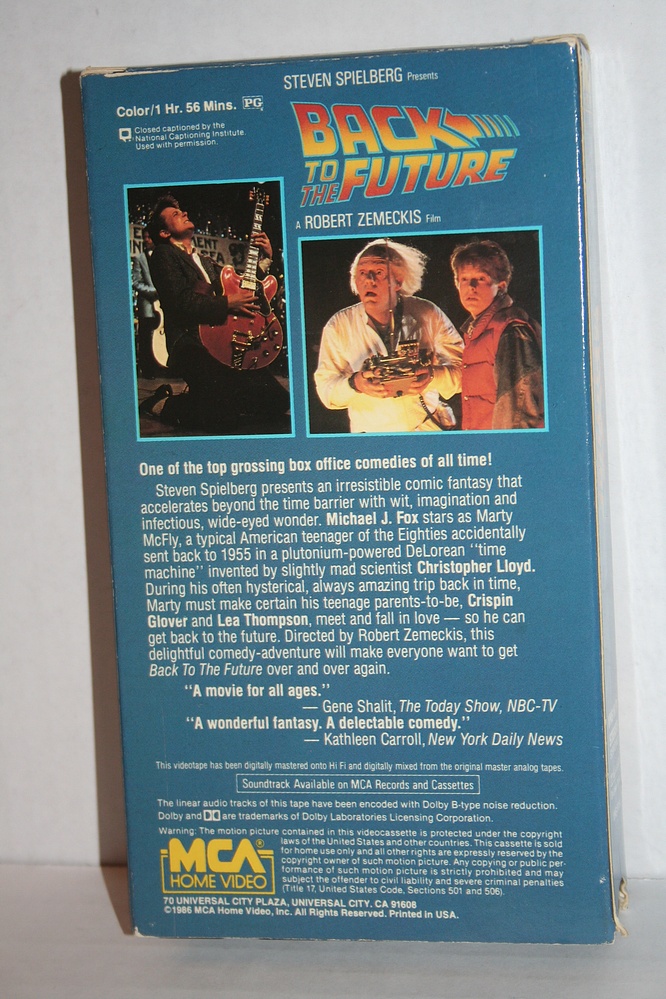 STEVEN SPIELBERG Presents
Color/1 Hr. 56 Mins. PG
Closed captioned by the
National Captioning Institute.
Used with permission.
BACK
TO THE FUTURE
A ROBERT ZEMECKIS Film
One of the top grossing box office comedies of all time!
Steven Spielberg presents an irresistible comic fantasy that
accelerates beyond the time barrier with wit, imagination and
infectious, wide-eyed wonder. Michael J. Fox stars as Marty
McFly, a typical American teenager of the Eighties accidentally
sent back to 1955 in a plutonium-powered DeLorean "time
machine" invented by slightly mad scientist Christopher Lloyd.
During his often hysterical, always amazing trip back in time,
Marty must make certain his teenage parents-to-be, Crispin
Glover and Lea Thompson, meet and fall in love — so he can
get back to the future. Directed by Robert Zemeckis, this
delightful comedy-adventure will make everyone want to get
Back To The Future over and over again.
"A movie for all ages."
— Gene Shalit, The Today Show, NBC-TV
"A wonderful fantasy. A delectable comedy."
— Kathleen Carroll, New York Daily News
This videotape has been digitally mastered onto Hi Fi and digitally mixed from the original master analog tapes.
Soundtrack Available on MCA Records and Cassettes
The linear audio tracks of this tape have been encoded with Dolby B-type noise reduction.
Dolby and are trademarks of Dolby Laboratories Licensing Corporation.
Warning: The motion picture contained in this videocassette is protected under the copyright
laws of the United States and other countries. This cassette is sold
for home use only and all other rights are expressly reserved by the
copyright owner of such motion picture. Any copying or public per-
formance of such motion picture is strictly prohibited and may
subject the offender to civil liability and severe criminal penalties
(Title 17, United States Code, Sections 501 and 506).
MCA®
HOME VIDEO
70 UNIVERSAL CITY PLAZA, UNIVERSAL CITY. CA 91608
©1986 MCA Home Video, Inc. All Rights Reserved. Printed in USA.